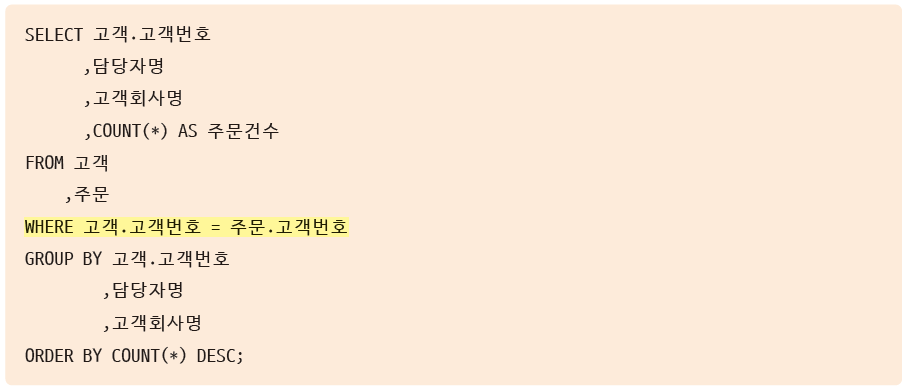 SELECT 고객.고객번호
,담당자명
,고객회사명
,COUNT(*) AS 주문건수
FROM 고객
,주문
WHERE 고객.고객번호 = 주문.고객번호
GROUP BY 고객.고객번호
,담당자명
,고객회사명
ORDER BY COUNT(*) DESC;